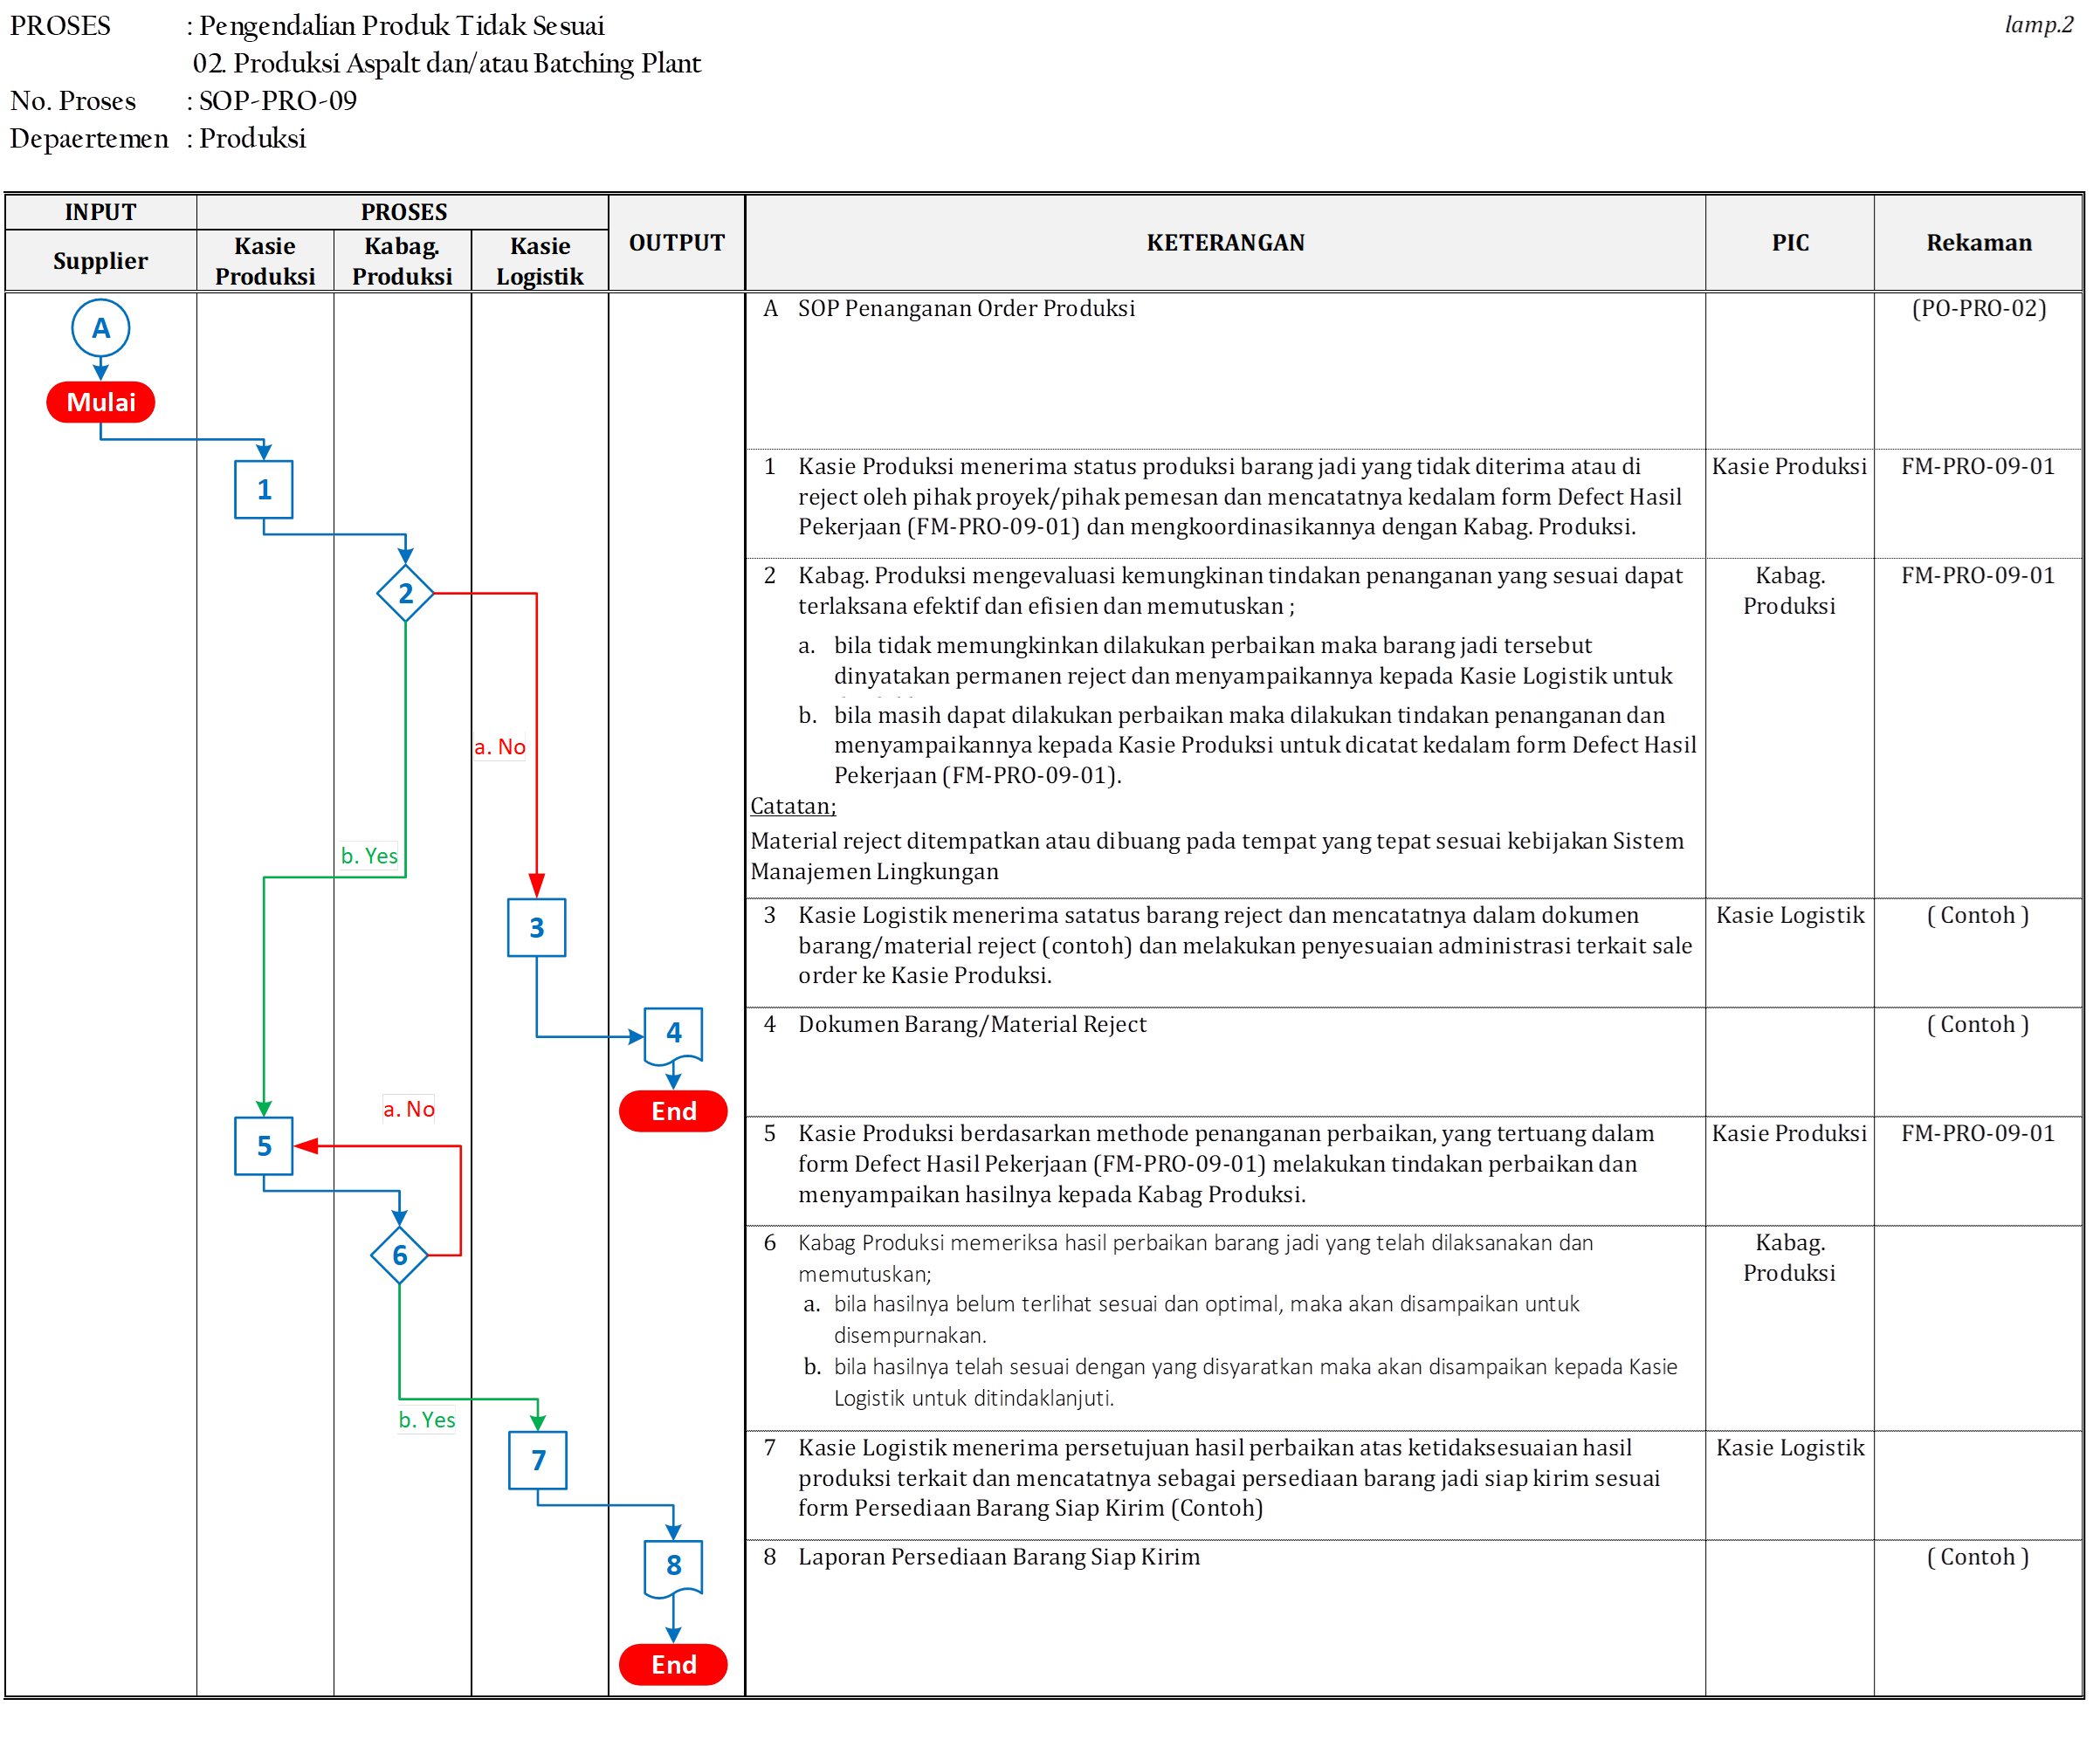 PROSES : Pengendalian Produk Tidak Sesuai
lamp.2
02. Produksi Aspalt dan/atau Batching Plant
No. Proses : SOP-PRO-09
Depaertemen : Produksi
INPUT PROSES OUTPUT KETERANGAN PIC Rekaman
Supplier
Kasie
Produksi
Kabag.
Produksi
Kasie
Logistik
A
Mulai
1
2
a. No
b. Yes
3
4
End
a. No
5
6
b. Yes
7
8
End
A SOP Penanganan Order Produksi (PO-PRO-02)
1 Kasie Produksi menerima status produksi barang jadi yang tidak diterima atau di
reject oleh pihak proyek/pihak pemesan dan mencatatnya kedalam form Defect Hasil
Pekerjaan (FM-PRO-09-01) dan mengkoordinasikannya dengan Kabag. Produksi.
Kasie Produksi
FM-PRO-09-01
2 Kabag. Produksi mengevaluasi kemungkinan tindakan penanganan yang sesuai dapat
terlaksana efektif dan efisien dan memutuskan ;
a. bila tidak memungkinkan dilakukan perbaikan maka barang jadi tersebut
dinyatakan permanen reject dan menyampaikannya kepada Kasie Logistik untuk
b. bila masih dapat dilakukan perbaikan maka dilakukan tindakan penanganan dan
menyampaikannya kepada Kasie Produksi untuk dicatat kedalam form Defect Hasil
Pekerjaan (FM-PRO-09-01).
Catatan;
Material reject ditempatkan atau dibuang pada tempat yang tepat sesuai kebijakan Sistem
Manajemen Lingkungan
Kabag.
Produksi
FM-PRO-09-01
3 Kasie Logistik menerima satatus barang reject dan mencatatnya dalam dokumen
barang/material reject (contoh) dan melakukan penyesuaian administrasi terkait sale
order ke Kasie Produksi.
Kasie Logistik
( Contoh )
4 Dokumen Barang/Material Reject
( Contoh )
5 Kasie Produksi berdasarkan methode penanganan perbaikan, yang tertuang dalam
form Defect Hasil Pekerjaan (FM-PRO-09-01) melakukan tindakan perbaikan dan
menyampaikan hasilnya kepada Kabag Produksi.
Kasie Produksi
FM-PRO-09-01
6 Kabag Produksi memeriksa hasil perbaikan barang jadi yang telah dilaksanakan dan
memutuskan;
a. bila hasilnya belum terlihat sesuai dan optimal, maka akan disampaikan untuk
disempurnakan.
b. bila hasilnya telah sesuai dengan yang disyaratkan maka akan disampaikan kepada Kasie
Logistik untuk ditindaklanjuti.
Kabag.
Produksi
7 Kasie Logistik menerima persetujuan hasil perbaikan atas ketidaksesuaian hasil
produksi terkait dan mencatatnya sebagai persediaan barang jadi siap kirim sesuai
form Persediaan Barang Siap Kirim (Contoh)
Kasie Logistik
8 Laporan Persediaan Barang Siap Kirim
( Contoh )